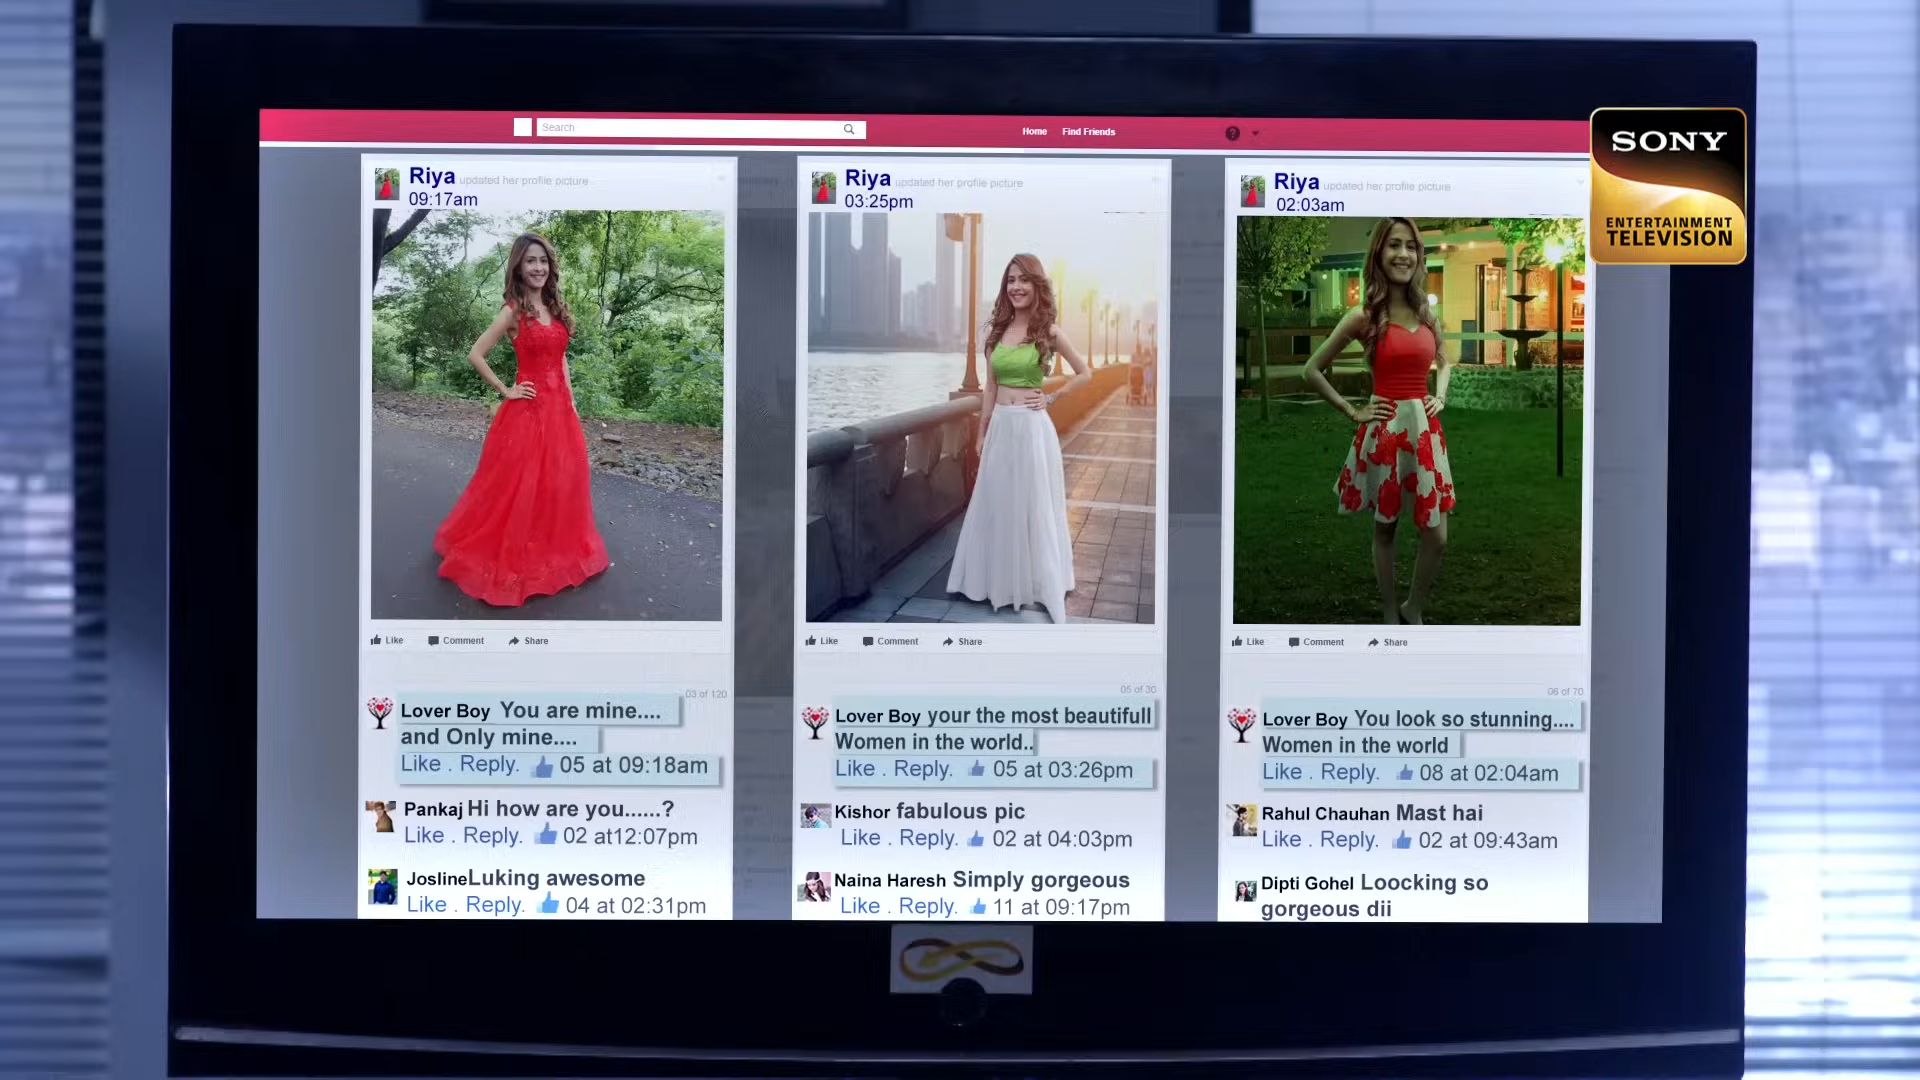 Search
Home Find Friends
SONY
ENTERTAINMENT
TELEVISION
Riya updated her profile picture
09:17am
Like Comment Share
03 of 120
Lover Boy You are mine....
and Only mine....
Like . Reply. 05 at 09:18am
Pankaj Hi how are you......?
Like . Reply. 02 at12:07pm
JoslineLuking awesome
Like . Reply. 04 at 02:31pm
Riya updated her profile picture
03:25pm
Like Comment Share
05 of 30
Lover Boy your the most beautifull
Women in the world..
Like . Reply. 05 at 03:26pm
Kishor fabulous pic
Like . Reply. 02 at 04:03pm
Naina Haresh Simply gorgeous
Like . Reply. 11 at 09:17pm
Riya updated her profile picture
02:03am
Like Comment Share
06 of 70
Lover Boy You look so stunning....
Women in the world
Like . Reply. 08 at 02:04am
Rahul Chauhan Mast hai
Like . Reply. 02 at 09:43am
Dipti Gohel Loocking so
gorgeous dii